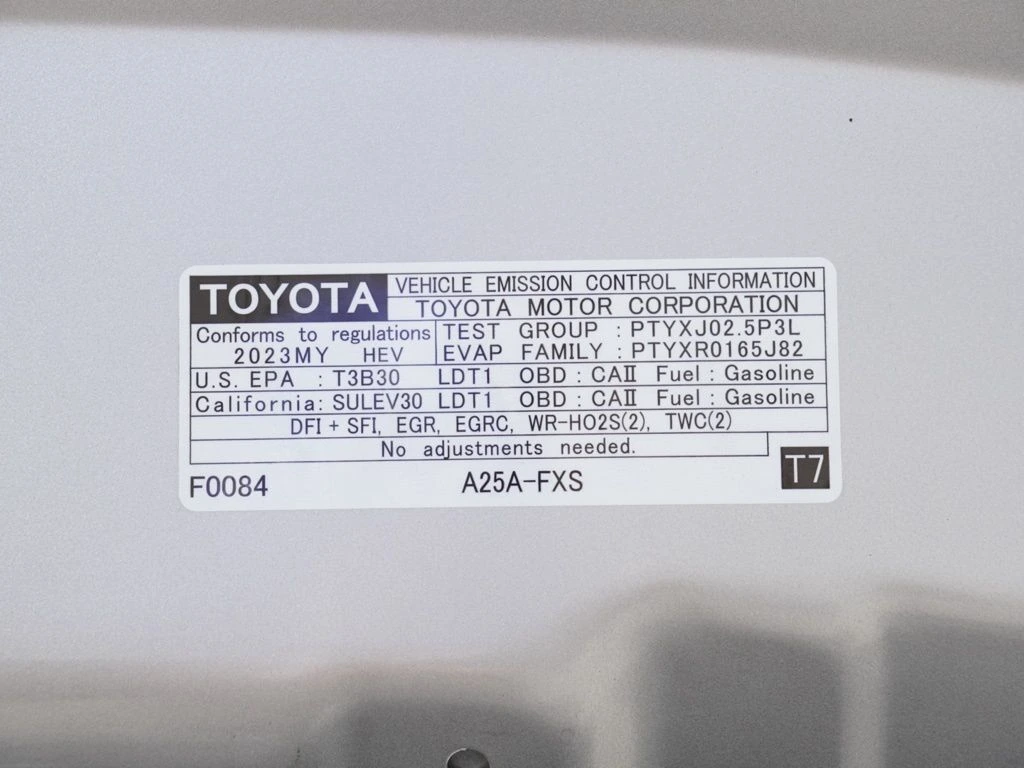 TOYOTA VEHICLE EMISSION CONTROL INFORMATION
TOYOTA MOTOR CORPORATION
Conforms to regulations TEST GROUP : PTYXJ02.5P3L
2023MY HEV EVAP FAMILY : PTYXR0165J82
U.S. EPA : T3B30 LDT1 OBD : CAII Fuel : Gasoline
California: SULEV30 LDT1 OBD : CAII Fuel : Gasoline
DFI + SFI, EGR, EGRC, WR-HO2S(2), TWC(2)
No adjustments needed.
F0084 A25A-FXS T7